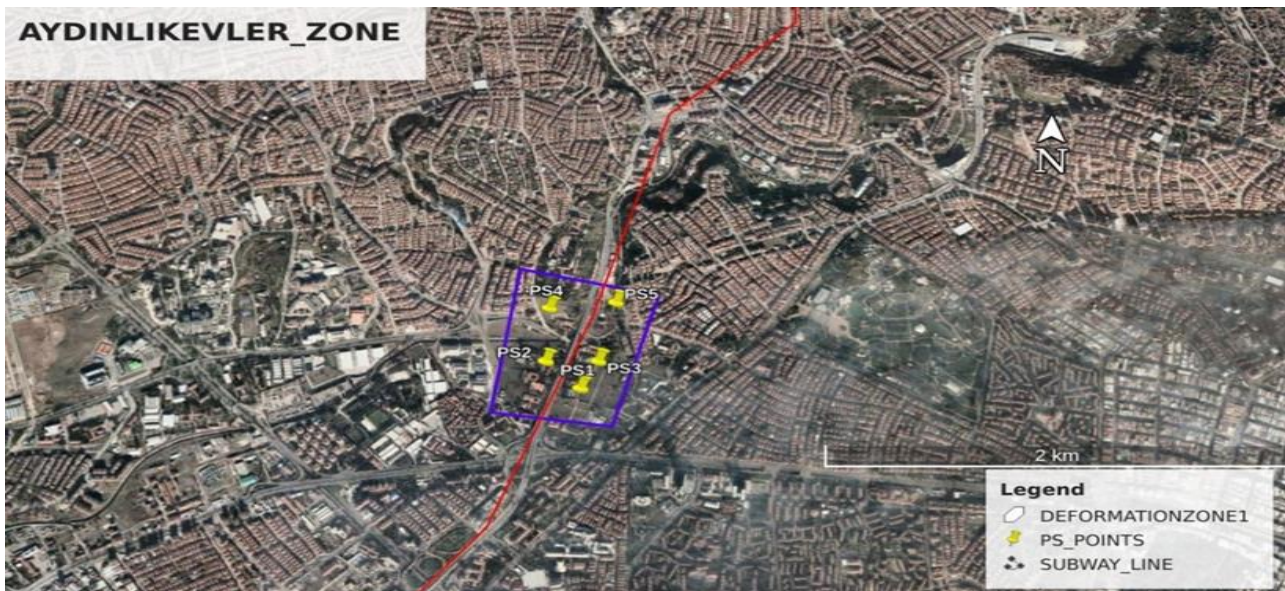 AYDINLIKEVLER_ZONE
N
PS4
PS5
PS2
PS1
PS3
2 km
Legend
DEFORMATIONZONE1
PS_POINTS
SUBWAY_LINE